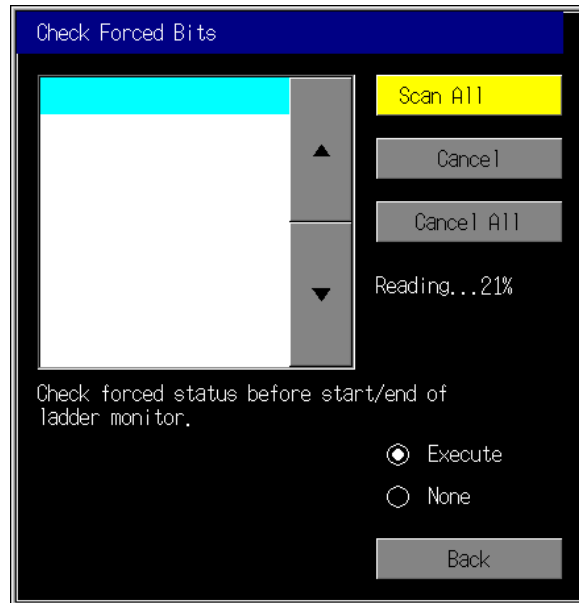 Check Forced Bits
Scan All
Cancel
Cancel All
Reading...21%
Check forced status before start/end of
ladder monitor.
Execute
None
Back